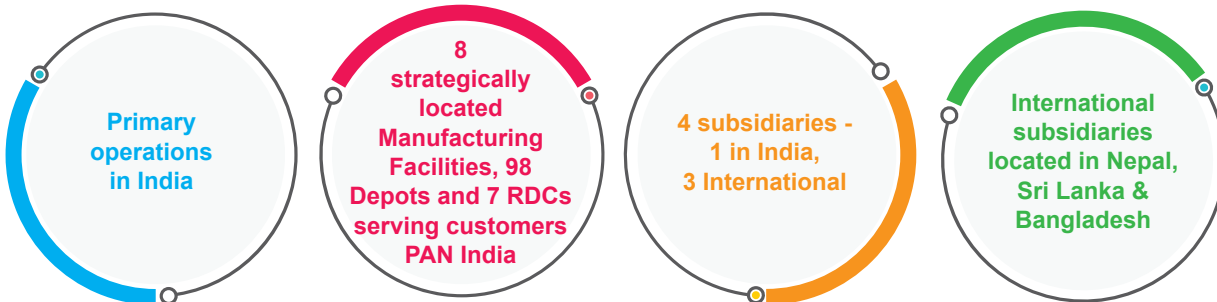 Primary
operations
in India
8
strategically
located
Manufacturing
Facilities, 98
Depots and 7 RDCs
serving customers
PAN India
4 subsidiaries -
1 in India,
3 International
International
subsidiaries
located in Nepal,
Sri Lanka &
Bangladesh